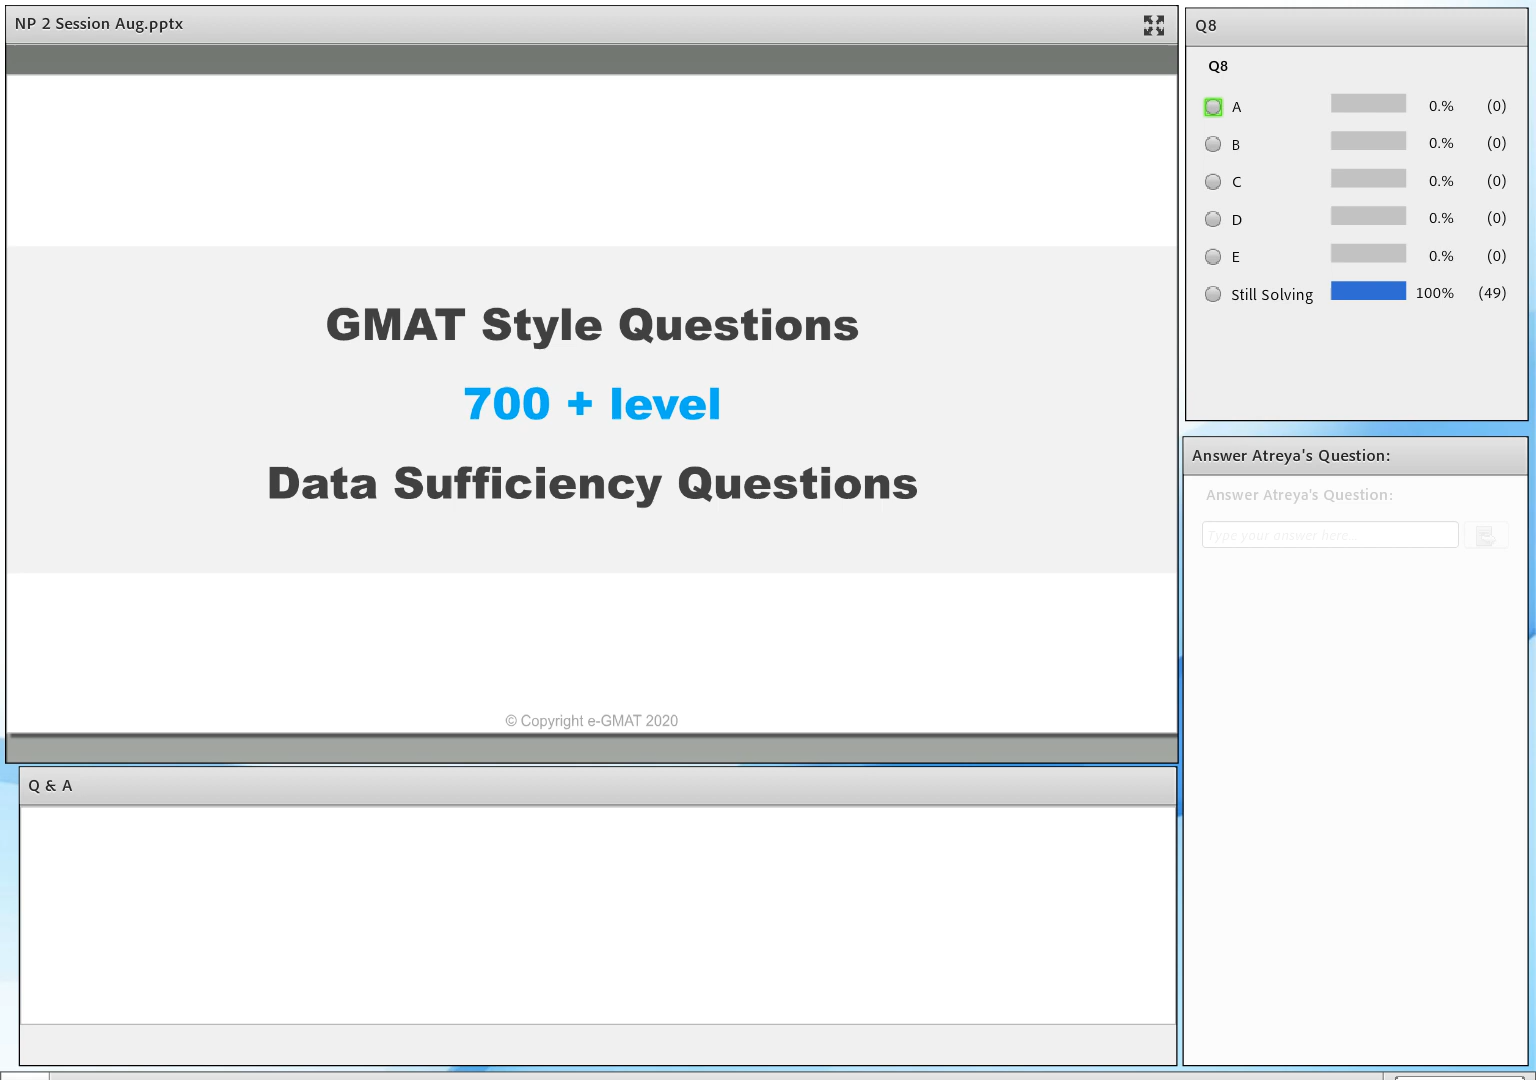 NP 2 Session Aug.pptx
GMAT Style Questions
700 + level
Data Sufficiency Questions
© Copyright e-GMAT 2020
Q & A
Q8
Q8
A 0.% (0)
B 0.% (0)
C 0.% (0)
D 0.% (0)
E 0.% (0)
Still Solving 100% (49)
Answer Atreya's Question:
Answer Atreya's Question:
Type your answer here...